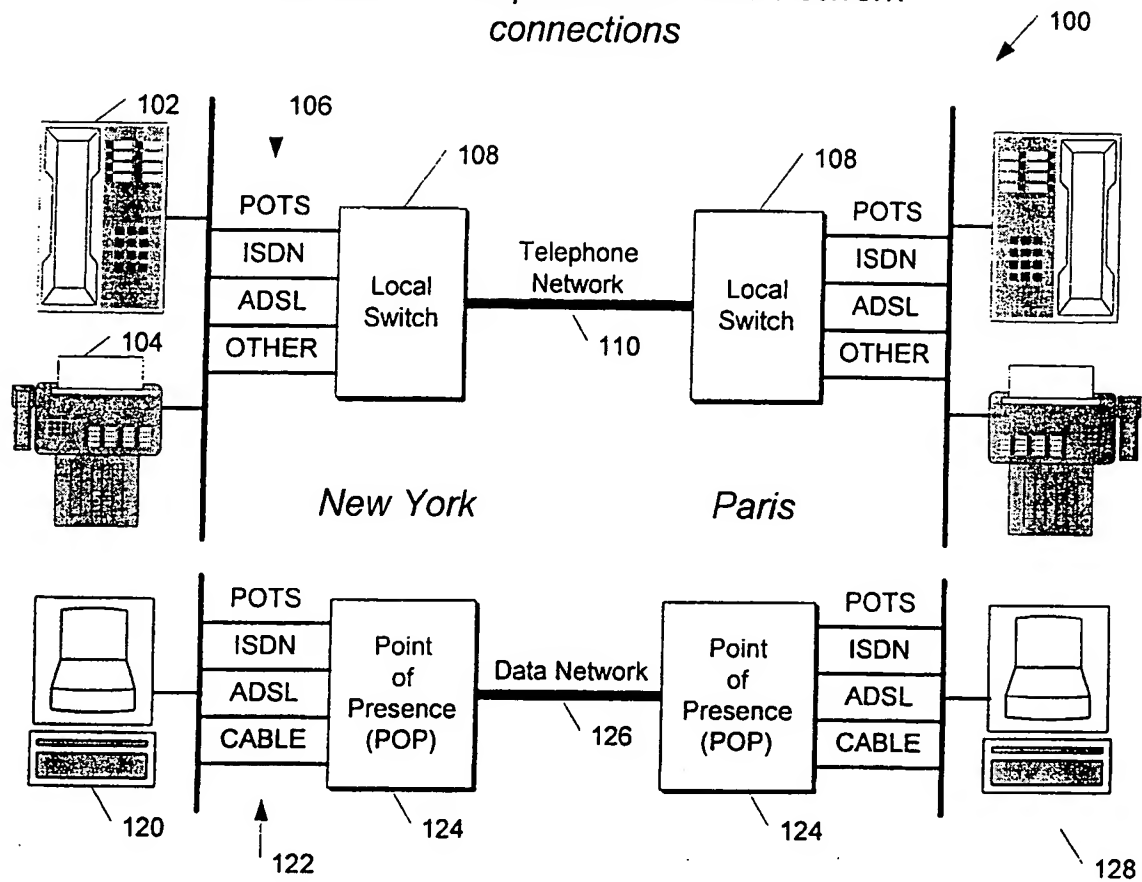 connections
100
102
106
108
108
POTS
ISDN
ADSL
OTHER
Local
Switch
Telephone
Network
110
Local
Switch
POTS
ISDN
ADSL
OTHER
104
New York
Paris
POTS
ISDN
ADSL
CABLE
Point
of
Presence
(POP)
Data Network
126
Point
of
Presence
(POP)
POTS
ISDN
ADSL
CABLE
120
122
124
124
128